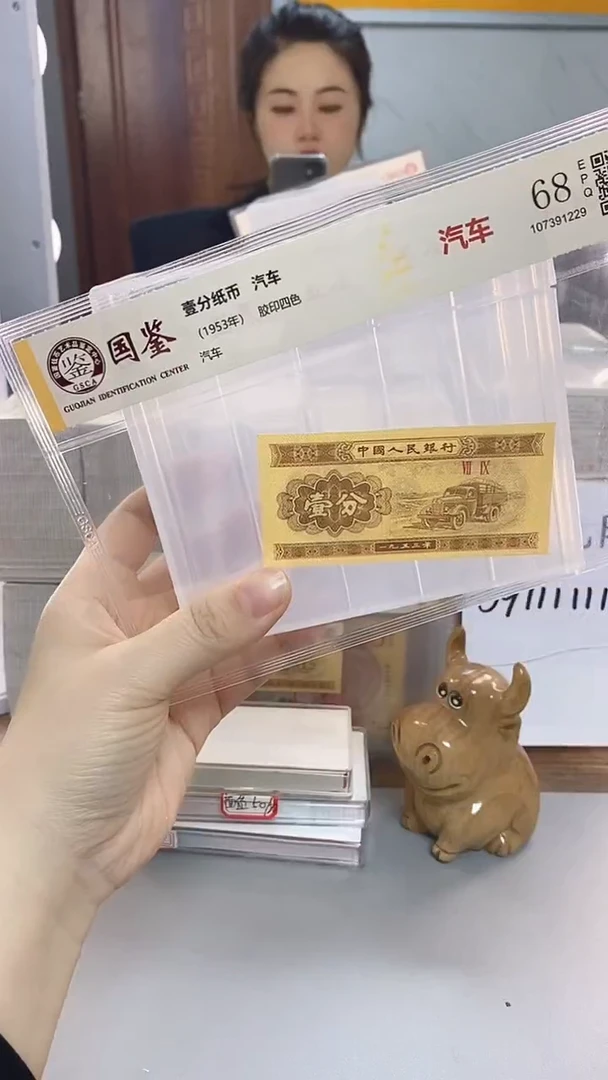 68
EPQ
107391229
汽车
壹分纸币 汽车
(1953年) 胶印四色
汽车
国鉴
鉴
GSCA
GUOJIAN IDENTIFICATION CENTER
中國人民銀行
VII IX
壹分
一九五三年